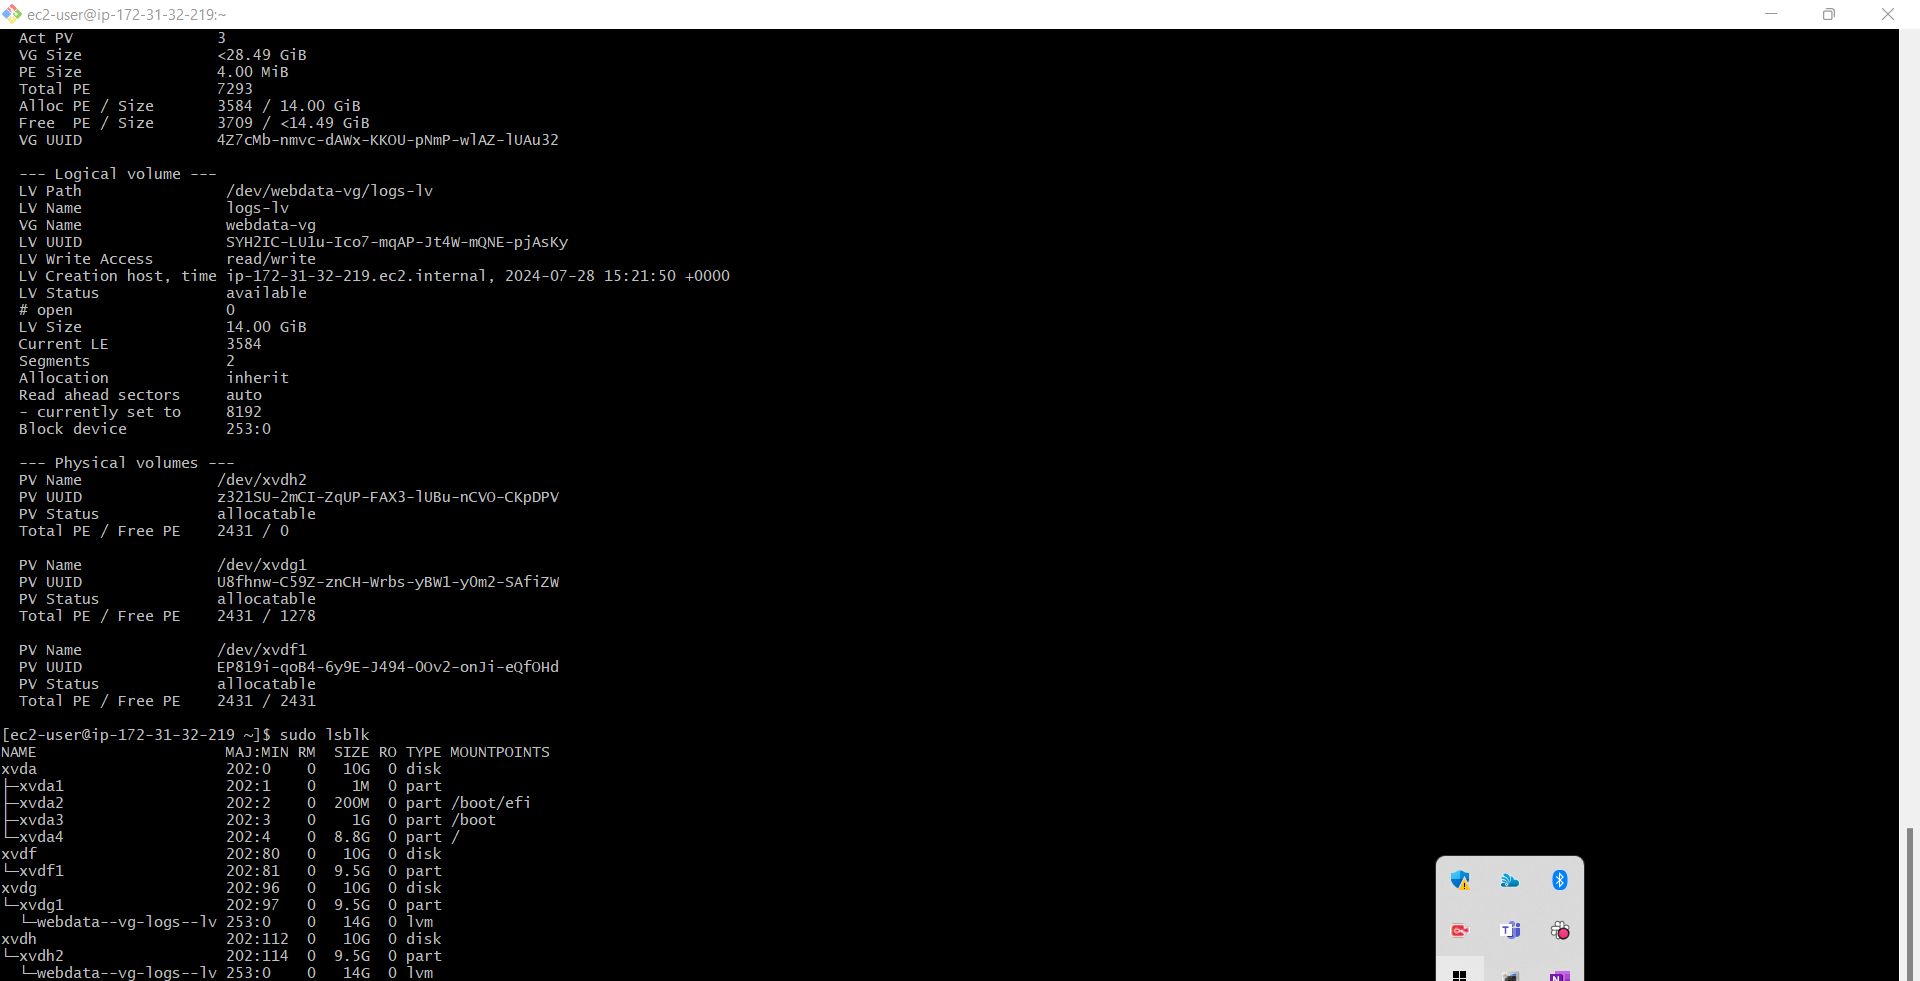 ec2-user@ip-172-31-32-219:~
Act PV                3
VG Size               <28.49 GiB
PE Size               4.00 MiB
Total PE              7293
Alloc PE / Size       3584 / 14.00 GiB
Free  PE / Size       3709 / <14.49 GiB
VG UUID               4Z7cMb-nmvc-dAWx-KKOU-pNmP-wlAZ-lUAu32
--- Logical volume ---
LV Path                /dev/webdata-vg/logs-lv
LV Name                logs-lv
VG Name                webdata-vg
LV UUID                SYH2IC-LU1u-Ico7-mqAP-Jt4W-mQNE-pjAsKy
LV Write Access        read/write
LV Creation host, time ip-172-31-32-219.ec2.internal, 2024-07-28 15:21:50 +0000
LV Status              available
# open                 0
LV Size                14.00 GiB
Current LE             3584
Segments               2
Allocation             inherit
Read ahead sectors     auto
- currently set to     8192
Block device           253:0
--- Physical volumes ---
PV Name               /dev/xvdh2
PV UUID               z321SU-2mCI-ZqUP-FAX3-lUBu-nCVO-CKpDPV
PV Status             allocatable
Total PE / Free PE    2431 / 0
PV Name               /dev/xvdg1
PV UUID               U8fhnw-C59Z-znCH-Wrbs-yBW1-yOm2-SAfiZW
PV Status             allocatable
Total PE / Free PE    2431 / 1278
PV Name               /dev/xvdf1
PV UUID               EP819i-qoB4-6y9E-J494-0Ov2-onJi-eQfOHd
PV Status             allocatable
Total PE / Free PE    2431 / 2431
[ec2-user@ip-172-31-32-219 ~]$ sudo lsblk
NAME                     MAJ:MIN RM  SIZE RO TYPE MOUNTPOINTS
xvda                     202:0    0   10G  0 disk
├─xvda1                  202:1    0    1M  0 part
├─xvda2                  202:2    0  200M  0 part /boot/efi
├─xvda3                  202:3    0    1G  0 part /boot
└─xvda4                  202:4    0  8.8G  0 part /
xvdf                     202:80   0   10G  0 disk
└─xvdf1                  202:81   0  9.5G  0 part
xvdg                     202:96   0   10G  0 disk
└─xvdg1                  202:97   0  9.5G  0 part
  └─webdata--vg-logs--lv 253:0    0   14G  0 lvm
xvdh                     202:112  0   10G  0 disk
└─xvdh2                  202:114  0  9.5G  0 part
  └─webdata--vg-logs--lv 253:0    0   14G  0 lvm